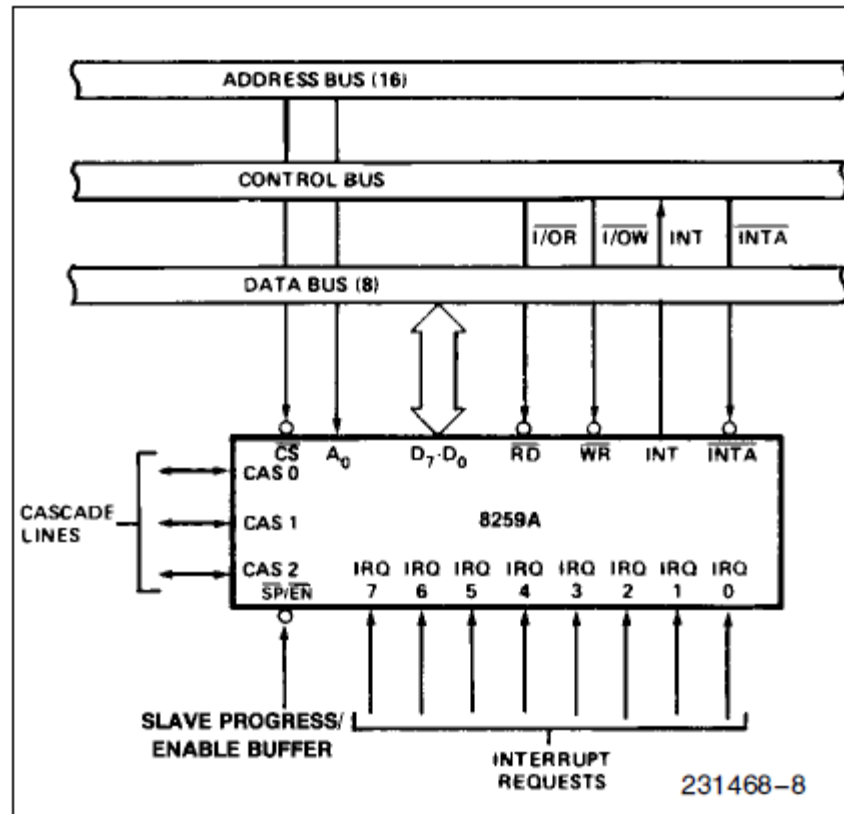 ADDRESS BUS (16)
CONTROL BUS
I/OR I/OW INT INTA
DATA BUS (8)
CS A0 D7-D0 RD WR INT INTA
CAS 0
CASCADE LINES
CAS 1
8259A
CAS 2
SP/EN
IRQ 7 IRQ 6 IRQ 5 IRQ 4 IRQ 3 IRQ 2 IRQ 1 IRQ 0
SLAVE PROGRESS/
ENABLE BUFFER
INTERRUPT
REQUESTS
231468-8